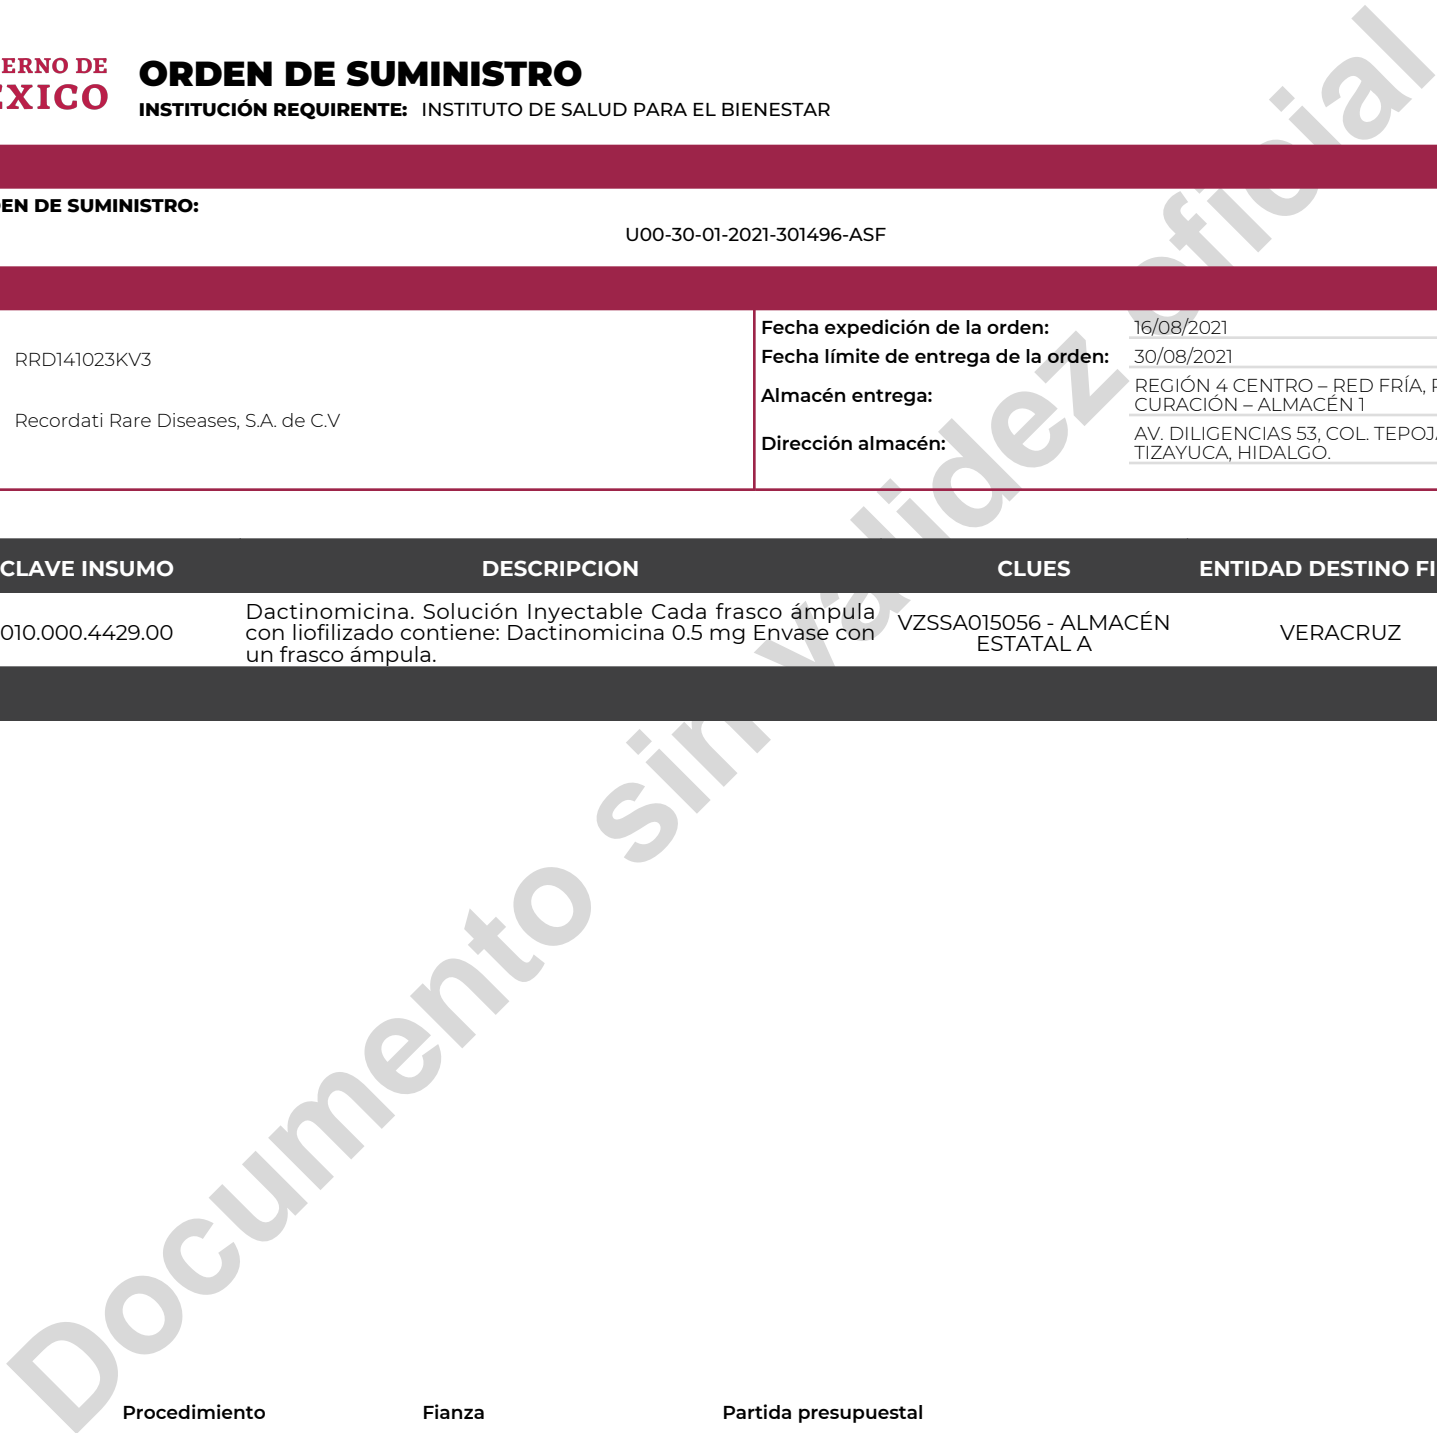 ERNO DE
ÉXICO
ORDEN DE SUMINISTRO
INSTITUCIÓN REQUIRENTE: INSTITUTO DE SALUD PARA EL BIENESTAR
EN DE SUMINISTRO:
U00-30-01-2021-301496-ASF
RRD141023KV3
Recordati Rare Diseases, S.A. de C.V
Fecha expedición de la orden: 16/08/2021
Fecha límite de entrega de la orden: 30/08/2021
Almacén entrega: REGIÓN 4 CENTRO – RED FRÍA,
CURACIÓN – ALMACÉN 1
Dirección almacén: AV. DILIGENCIAS 53, COL. TEPOJA
TIZAYUCA, HIDALGO.
CLAVE INSUMO DESCRIPCION CLUES ENTIDAD DESTINO FI
010.000.4429.00
Dactinomicina. Solución Inyectable Cada frasco ámpula
con liofilizado contiene: Dactinomicina 0.5 mg Envase con
un frasco ámpula.
VZSSA015056 - ALMACÉN
ESTATAL A
VERACRUZ
Documento sin validez oficial
Procedimiento Fianza Partida presupuestal